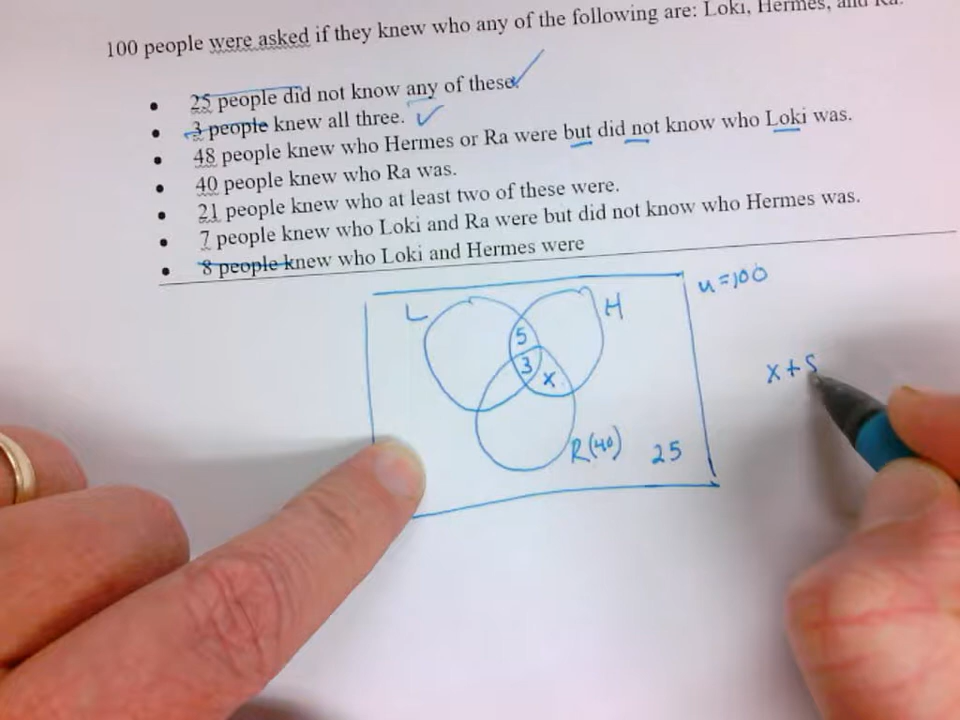 100 people were asked if they knew who any of the following are: Loki, Hermes, and Ra.
• 25 people did not know any of these.
• 3 people knew all three.
• 48 people knew who Hermes or Ra were but did not know who Loki was.
• 40 people knew who Ra was.
• 21 people knew who at least two of these were.
• 7 people knew who Loki and Ra were but did not know who Hermes was.
• 8 people knew who Loki and Hermes were
u=100
L H
5
3 x
x+5
R(40) 25